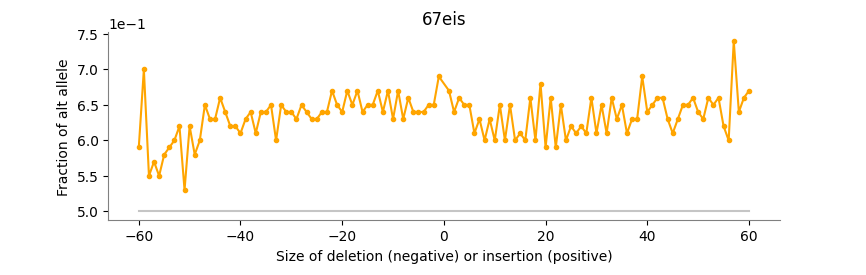 67eis
1e−1
7.5
7.0
6.5
6.0
5.5
5.0
Fraction of alt allele
−60 −40 −20 0 20 40 60
Size of deletion (negative) or insertion (positive)